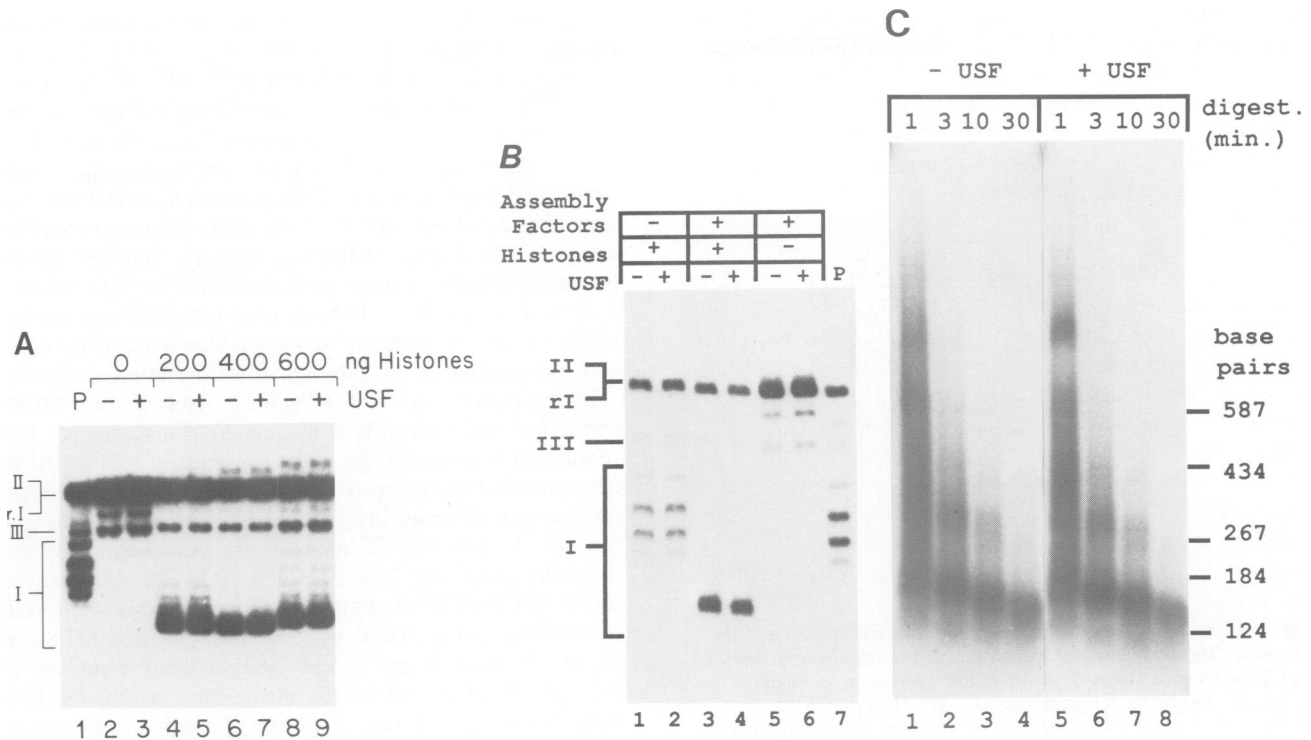 A
0 200 400 600 ng Histones
P - + - + - + - + USF
II
r.I
III
I
1 2 3 4 5 6 7 8 9
B
Assembly
Factors - + +
Histones + + -
USF - + - + - + P
II
rI
III
I
1 2 3 4 5 6 7
C
- USF + USF
1 3 10 30 1 3 10 30 digest.
(min.)
base
pairs
587
434
267
184
124
1 2 3 4 5 6 7 8